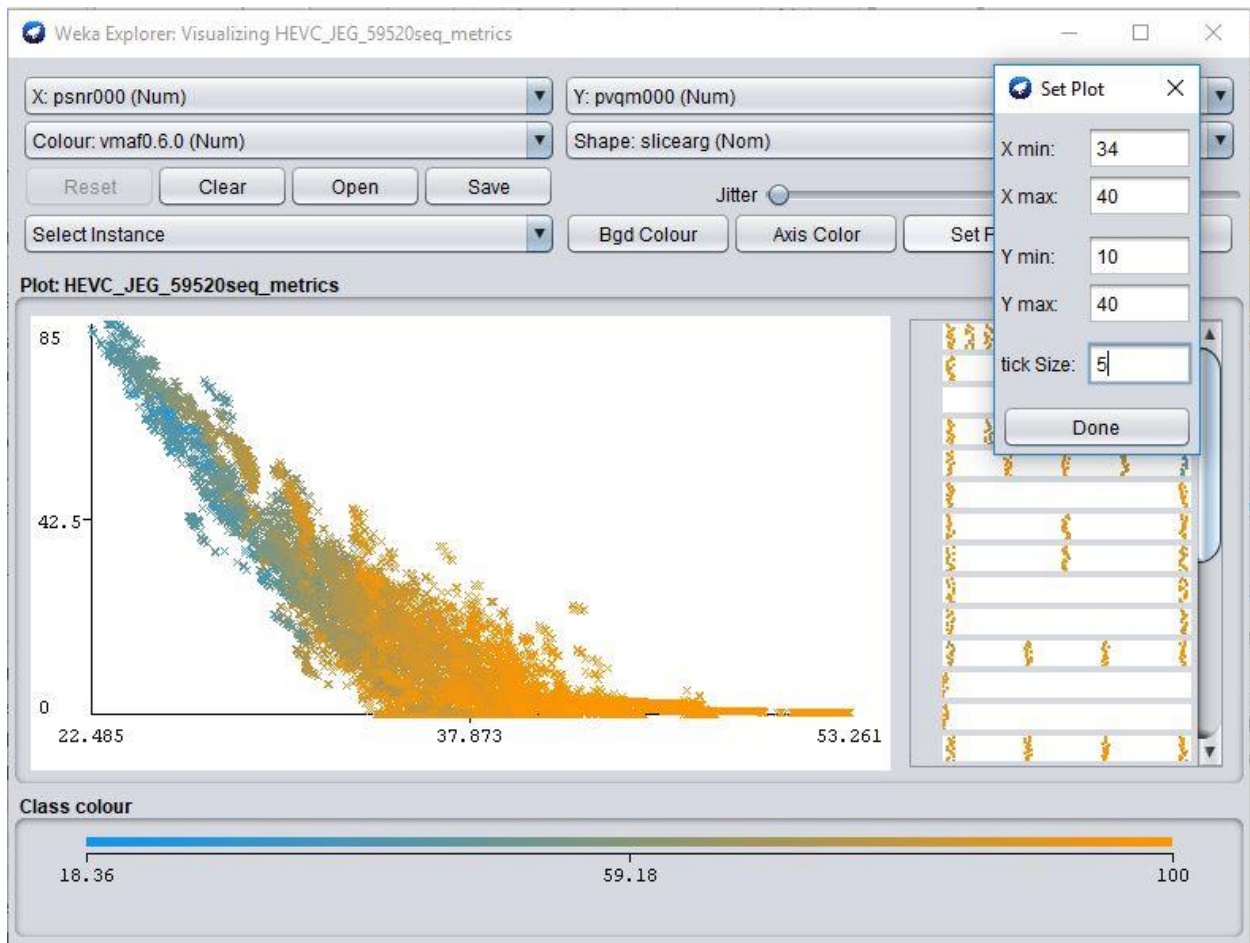 Weka Explorer: Visualizing HEVC_JEG_59520seq_metrics
X: psnr000 (Num)
Y: pvqm000 (Num)
Colour: vmaf0.6.0 (Num)
Shape: slicearg (Nom)
Reset
Clear
Open
Save
Jitter
Select Instance
Bgd Colour
Axis Color
Set
Set Plot
X min: 34
X max: 40
Y min: 10
Y max: 40
tick Size: 5
Done
Plot: HEVC_JEG_59520seq_metrics
85
42.5
0
22.485
37.873
53.261
Class colour
18.36
59.18
100